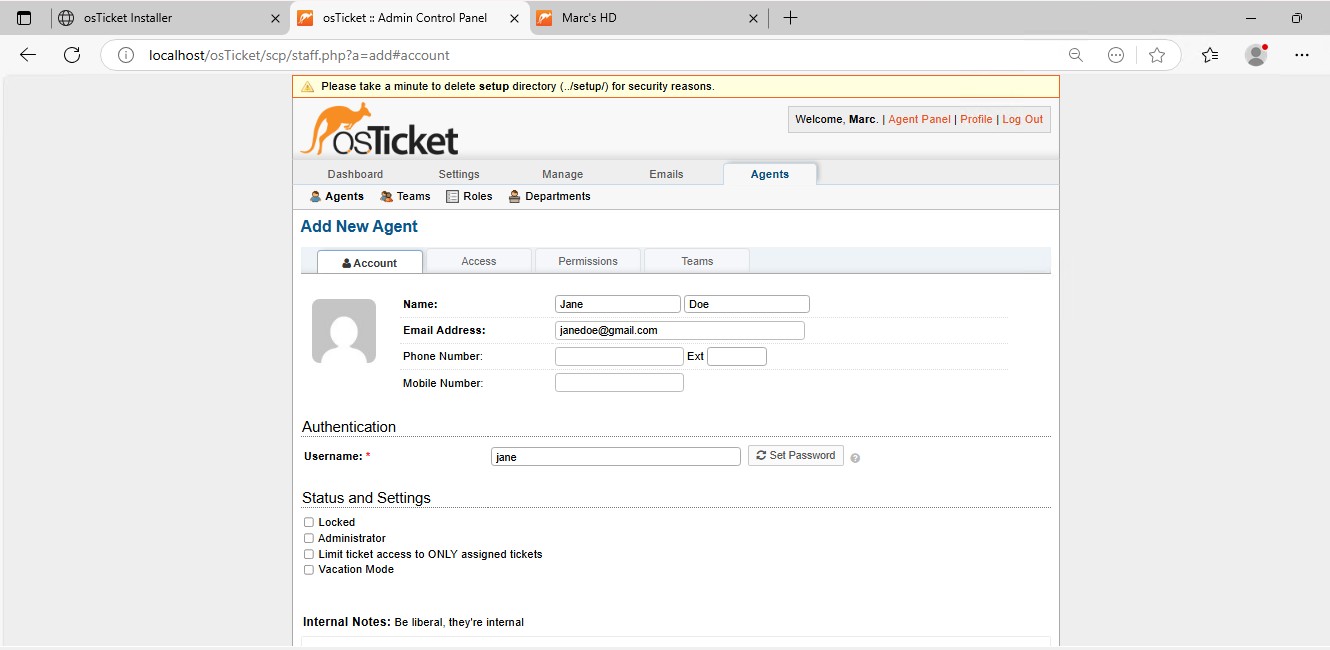 osTicket Installer
osTicket :: Admin Control Panel
Marc's HD
localhost/osTicket/scp/staff.php?a=add#account
Please take a minute to delete setup directory (../setup/) for security reasons.
osTicket
Welcome, Marc. | Agent Panel | Profile | Log Out
Dashboard Settings Manage Emails Agents
Agents Teams Roles Departments
Add New Agent
Account Access Permissions Teams
Name: Jane Doe
Email Address: janedoe@gmail.com
Phone Number: Ext
Mobile Number:
Authentication
Username: * jane Set Password ?
Status and Settings
Locked
Administrator
Limit ticket access to ONLY assigned tickets
Vacation Mode
Internal Notes: Be liberal, they're internal